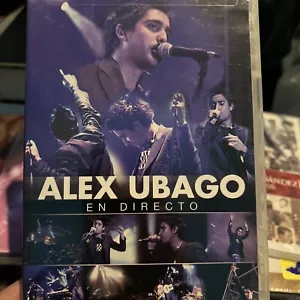 ALEX UBAGO
EN DIRECTO